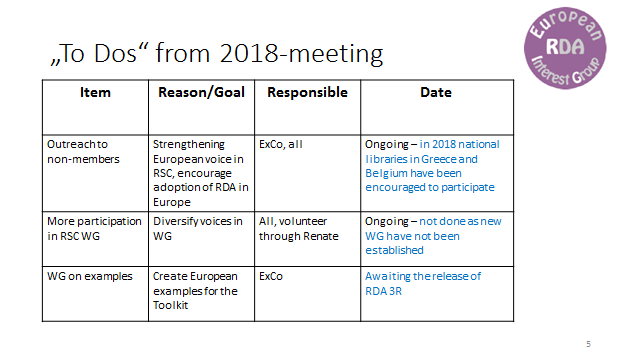 „To Dos“ from 2018-meeting
European
RDA
Interest Group
Item
Reason/Goal
Responsible
Date
Outreach to
non-members
Strengthening
European voice in
RSC, encourage
adoption of RDA in
Europe
ExCo, all
Ongoing – in 2018 national
libraries in Greece and
Belgium have been
encouraged to participate
More participation
in RSC WG
Diversify voices in
WG
All, volunteer
through Renate
Ongoing – not done as new
WG have not been
established
WG on examples
Create European
examples for the
Toolkit
ExCo
Awaiting the release of
RDA 3R
5